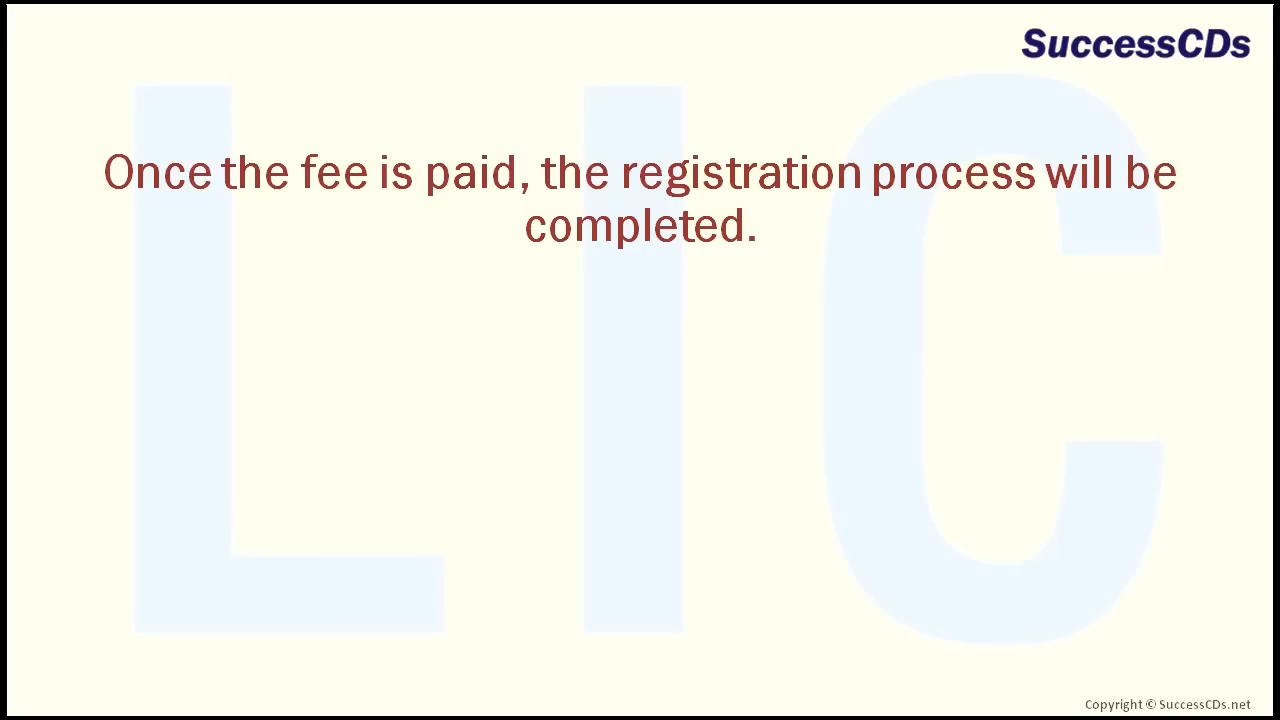 SuccessCDs
LIC
Once the fee is paid, the registration process will be
completed.
Copyright © SuccessCDs.net